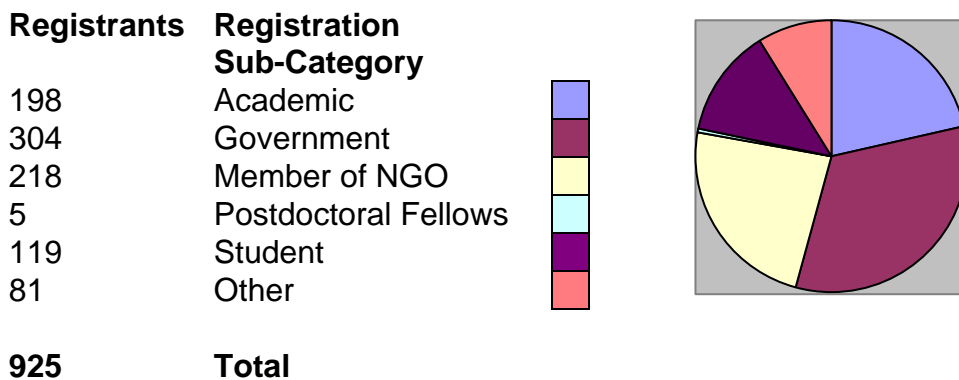 Registrants Registration
Sub-Category
198 Academic
304 Government
218 Member of NGO
5 Postdoctoral Fellows
119 Student
81 Other
925 Total